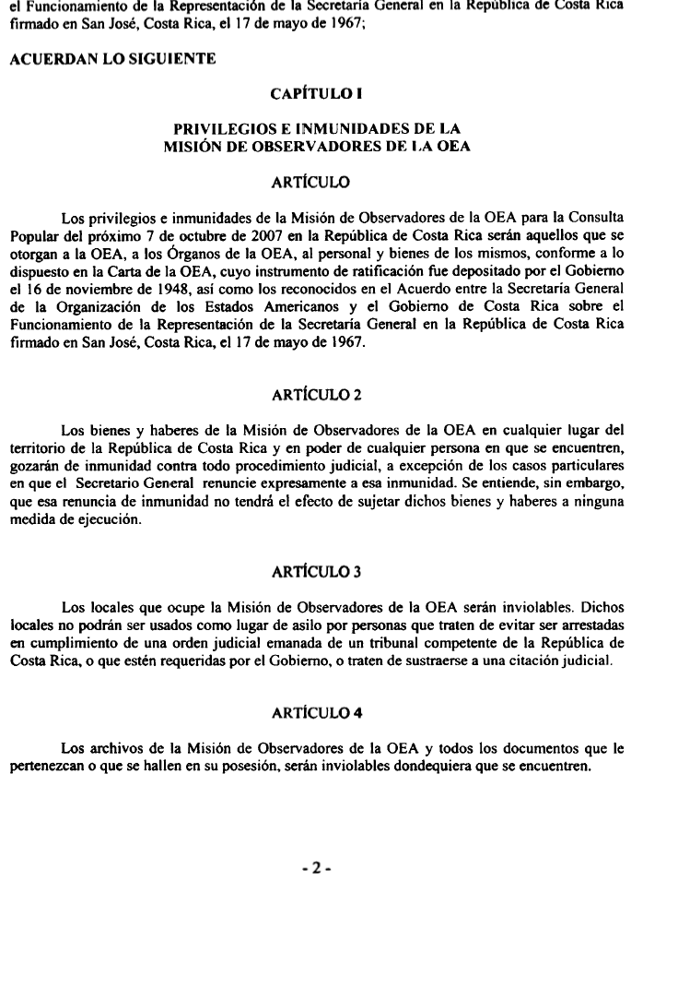 el Funcionamiento de la Representación de la Secretaría General en la República de Costa Rica
firmado en San José, Costa Rica, el 17 de mayo de 1967;
ACUERDAN LO SIGUIENTE
CAPÍTULO I
PRIVILEGIOS E INMUNIDADES DE LA
MISIÓN DE OBSERVADORES DE LA OEA
ARTÍCULO
Los privilegios e inmunidades de la Misión de Observadores de la OEA para la Consulta
Popular del próximo 7 de octubre de 2007 en la República de Costa Rica serán aquellos que se
otorgan a la OEA, a los Órganos de la OEA, al personal y bienes de los mismos, conforme a lo
dispuesto en la Carta de la OEA, cuyo instrumento de ratificación fue depositado por el Gobierno
el 16 de noviembre de 1948, así como los reconocidos en el Acuerdo entre la Secretaría General
de la Organización de los Estados Americanos y el Gobierno de Costa Rica sobre el
Funcionamiento de la Representación de la Secretaría General en la República de Costa Rica
firmado en San José, Costa Rica, el 17 de mayo de 1967.
ARTÍCULO 2
Los bienes y haberes de la Misión de Observadores de la OEA en cualquier lugar del
territorio de la República de Costa Rica y en poder de cualquier persona en que se encuentren,
gozarán de inmunidad contra todo procedimiento judicial, a excepción de los casos particulares
en que el Secretario General renuncie expresamente a esa inmunidad. Se entiende, sin embargo,
que esa renuncia de inmunidad no tendrá el efecto de sujetar dichos bienes y haberes a ninguna
medida de ejecución.
ARTÍCULO 3
Los locales que ocupe la Misión de Observadores de la OEA serán inviolables. Dichos
locales no podrán ser usados como lugar de asilo por personas que traten de evitar ser arrestadas
en cumplimiento de una orden judicial emanada de un tribunal competente de la República de
Costa Rica, o que estén requeridas por el Gobierno, o traten de sustraerse a una citación judicial.
ARTÍCULO 4
Los archivos de la Misión de Observadores de la OEA y todos los documentos que le
pertenezcan o que se hallen en su posesión, serán inviolables dondequiera que se encuentren.
- 2 -